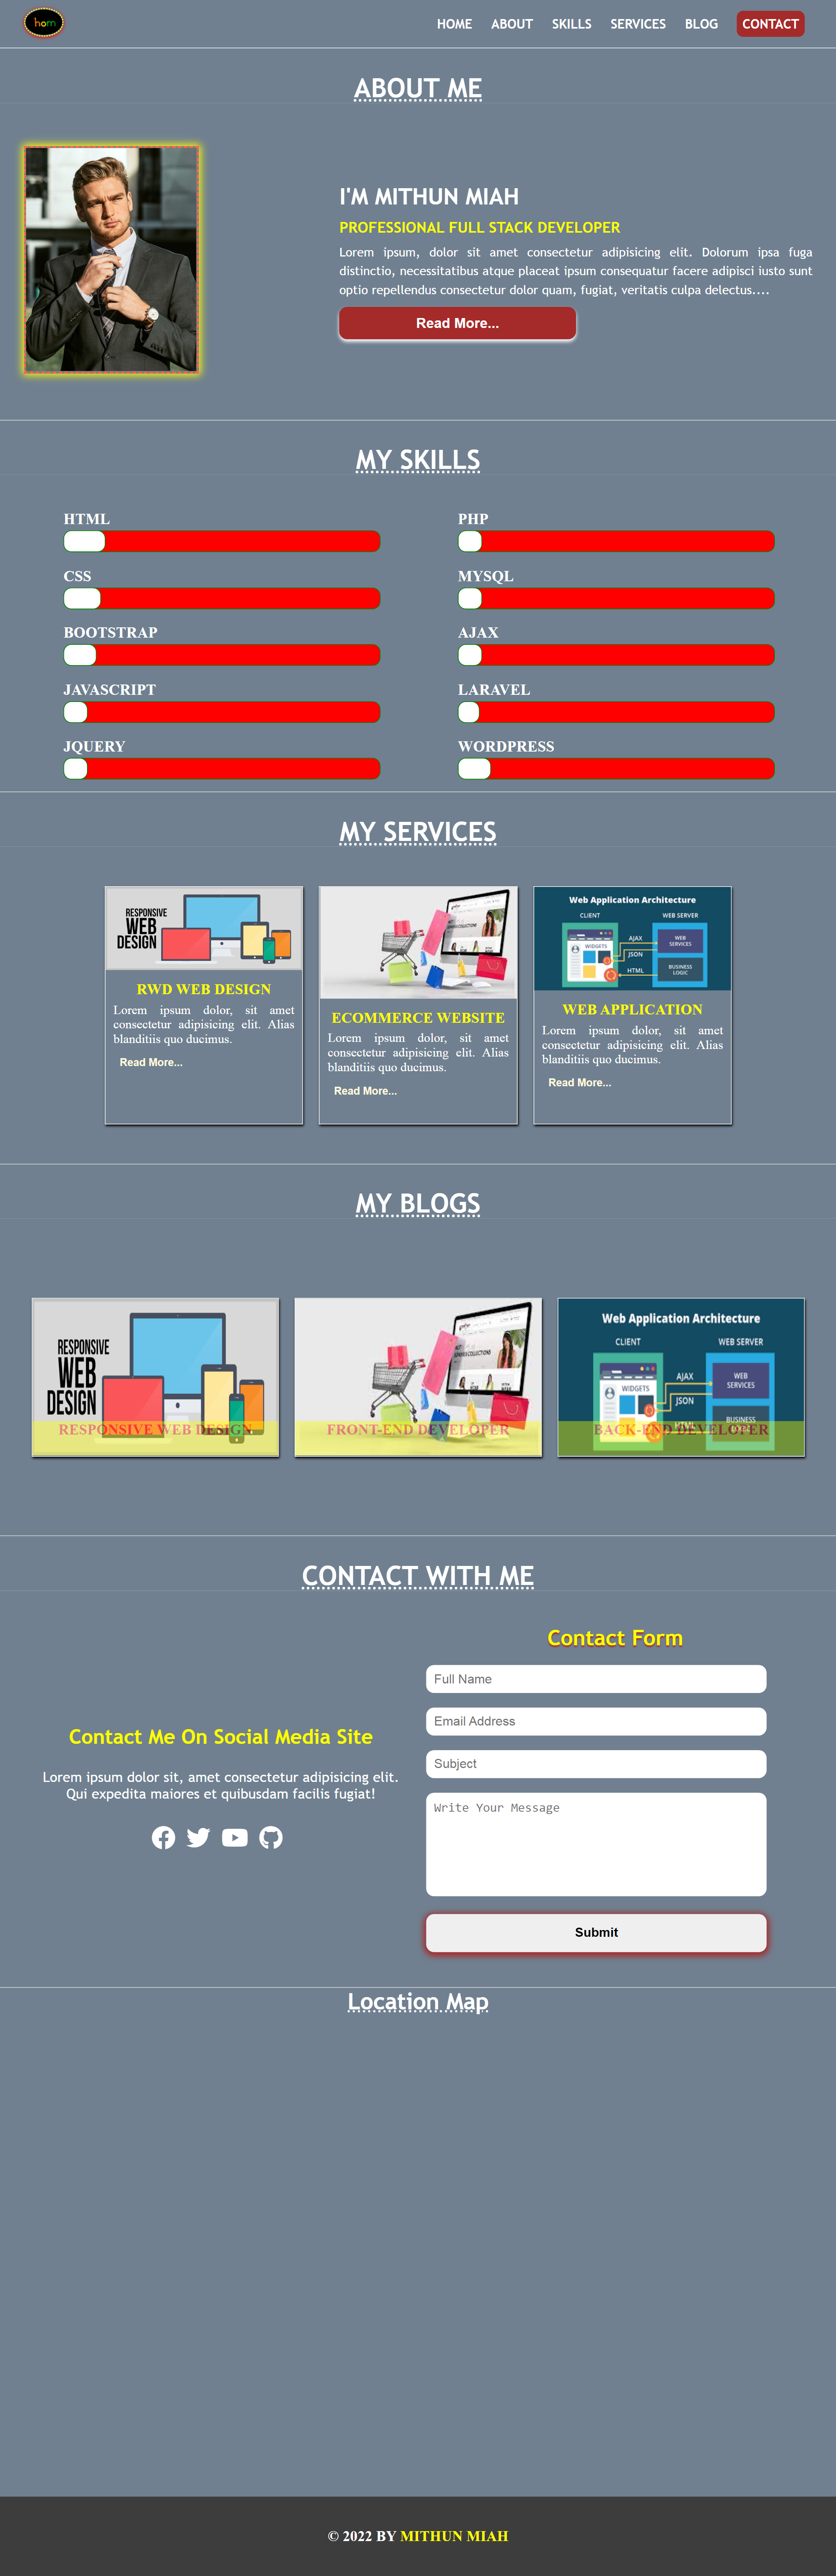 hom
HOME ABOUT SKILLS SERVICES BLOG CONTACT
ABOUT ME
I'M MITHUN MIAH
PROFESSIONAL FULL STACK DEVELOPER
Lorem ipsum, dolor sit amet consectetur adipisicing elit. Dolorum ipsa fuga
distinctio, necessitatibus atque placeat ipsum consequatur facere adipisci iusto sunt
optio repellendus consectetur dolor quam, fugiat, veritatis culpa delectus....
Read More...
MY SKILLS
HTML
CSS
BOOTSTRAP
JAVASCRIPT
JQUERY
PHP
MYSQL
AJAX
LARAVEL
WORDPRESS
MY SERVICES
RESPONSIVE
WEB
DESIGN
RWD WEB DESIGN
Lorem ipsum dolor, sit amet
consectetur adipisicing elit. Alias
blanditiis quo ducimus.
Read More...
ECOMMERCE WEBSITE
Lorem ipsum dolor, sit amet
consectetur adipisicing elit. Alias
blanditiis quo ducimus.
Read More...
Web Application Architecture
CLIENT
WEB SERVER
WIDGETS
AJAX
JSON
HTML
WEB
SERVICES
BUSINESS
LOGIC
WEB APPLICATION
Lorem ipsum dolor, sit amet
consectetur adipisicing elit. Alias
blanditiis quo ducimus.
Read More...
MY BLOGS
RESPONSIVE
WEB
DESIGN
RESPONSIVE WEB DESIGN
COLLECTIONS
FRONT-END DEVELOPER
Web Application Architecture
CLIENT
WEB SERVER
WIDGETS
AJAX
JSON
HTML
WEB
SERVICES
BUSINESS
BACK-END DEVELOPER
CONTACT WITH ME
Contact Me On Social Media Site
Lorem ipsum dolor sit, amet consectetur adipisicing elit.
Qui expedita maiores et quibusdam facilis fugiat!
Contact Form
Full Name
Email Address
Subject
Write Your Message
Submit
Location Map
© 2022 BY MITHUN MIAH